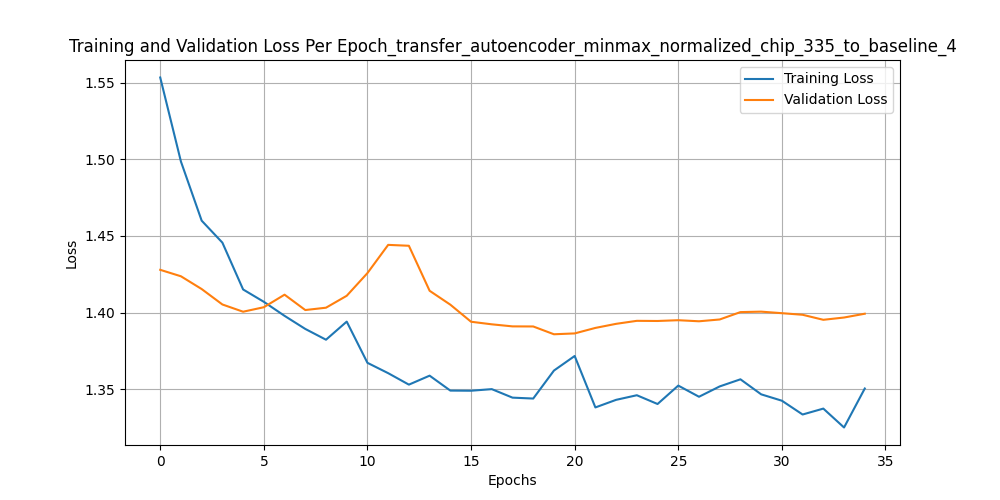 Training and Validation Loss Per Epoch_transfer_autoencoder_minmax_normalized_chip_335_to_baseline_4
Training Loss
Validation Loss
1.55
1.50
1.45
1.40
1.35
Loss
0 5 10 15 20 25 30 35
Epochs